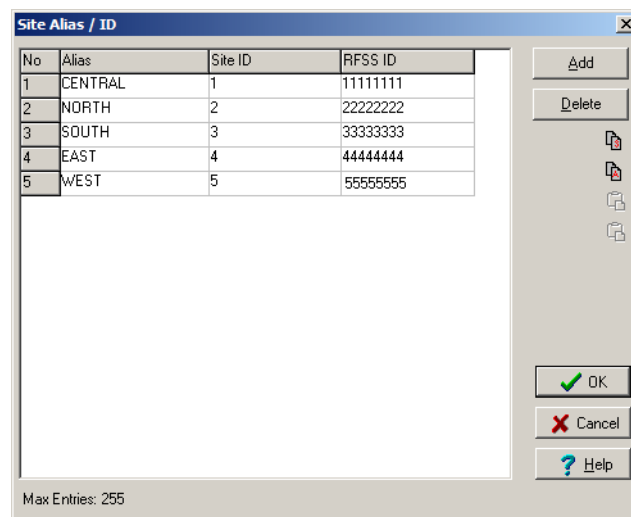 Site Alias / ID
No Alias Site ID RFSS ID
1 CENTRAL 1 11111111
2 NORTH 2 22222222
3 SOUTH 3 33333333
4 EAST 4 44444444
5 WEST 5 55555555
Add
Delete
OK
Cancel
Help
Max Entries: 255